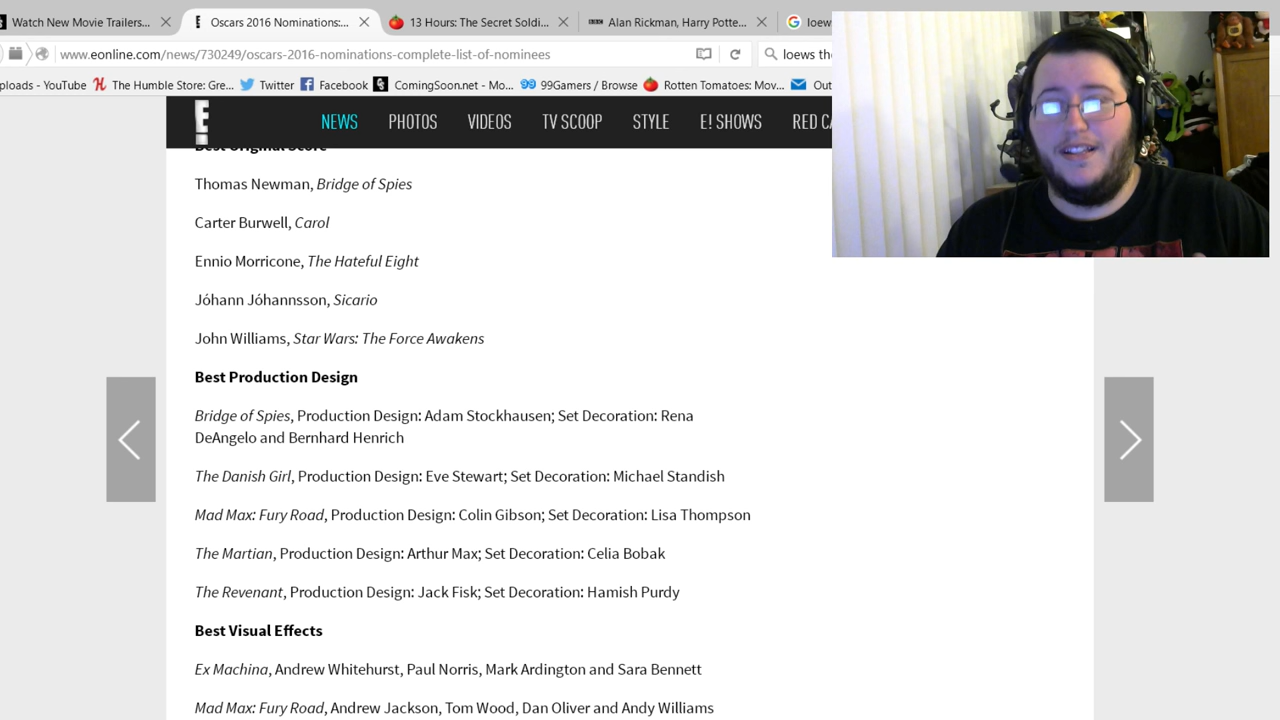 Watch New Movie Trailers...
Oscars 2016 Nominations:...
13 Hours: The Secret Soldi...
Alan Rickman, Harry Potte...
loews
www.eonline.com/news/730249/oscars-2016-nominations-complete-list-of-nominees
loews the
ploads - YouTube
The Humble Store: Gre...
Twitter
Facebook
ComingSoon.net - Mo...
99Gamers / Browse
Rotten Tomatoes: Mov...
Out
E!
NEWS
PHOTOS
VIDEOS
TV SCOOP
STYLE
E! SHOWS
RED CA
Best Original Score
Thomas Newman, Bridge of Spies
Carter Burwell, Carol
Ennio Morricone, The Hateful Eight
Jóhann Jóhannsson, Sicario
John Williams, Star Wars: The Force Awakens
Best Production Design
Bridge of Spies, Production Design: Adam Stockhausen; Set Decoration: Rena
DeAngelo and Bernhard Henrich
The Danish Girl, Production Design: Eve Stewart; Set Decoration: Michael Standish
Mad Max: Fury Road, Production Design: Colin Gibson; Set Decoration: Lisa Thompson
The Martian, Production Design: Arthur Max; Set Decoration: Celia Bobak
The Revenant, Production Design: Jack Fisk; Set Decoration: Hamish Purdy
Best Visual Effects
Ex Machina, Andrew Whitehurst, Paul Norris, Mark Ardington and Sara Bennett
Mad Max: Fury Road, Andrew Jackson, Tom Wood, Dan Oliver and Andy Williams